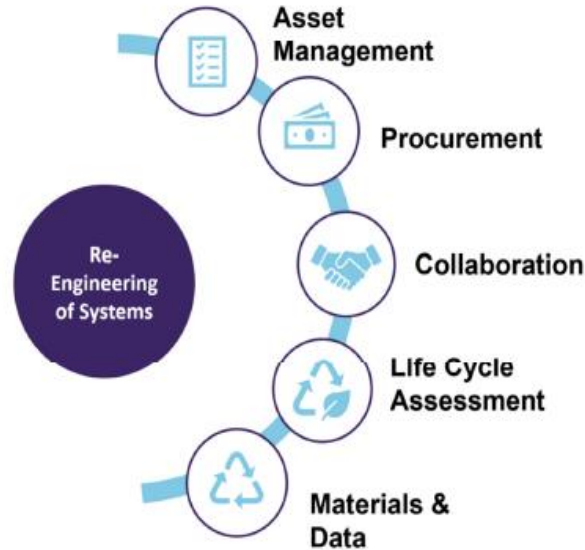 Asset
Management
Procurement
Re-
Engineering
of Systems
Collaboration
Life Cycle
Assessment
Materials &
Data